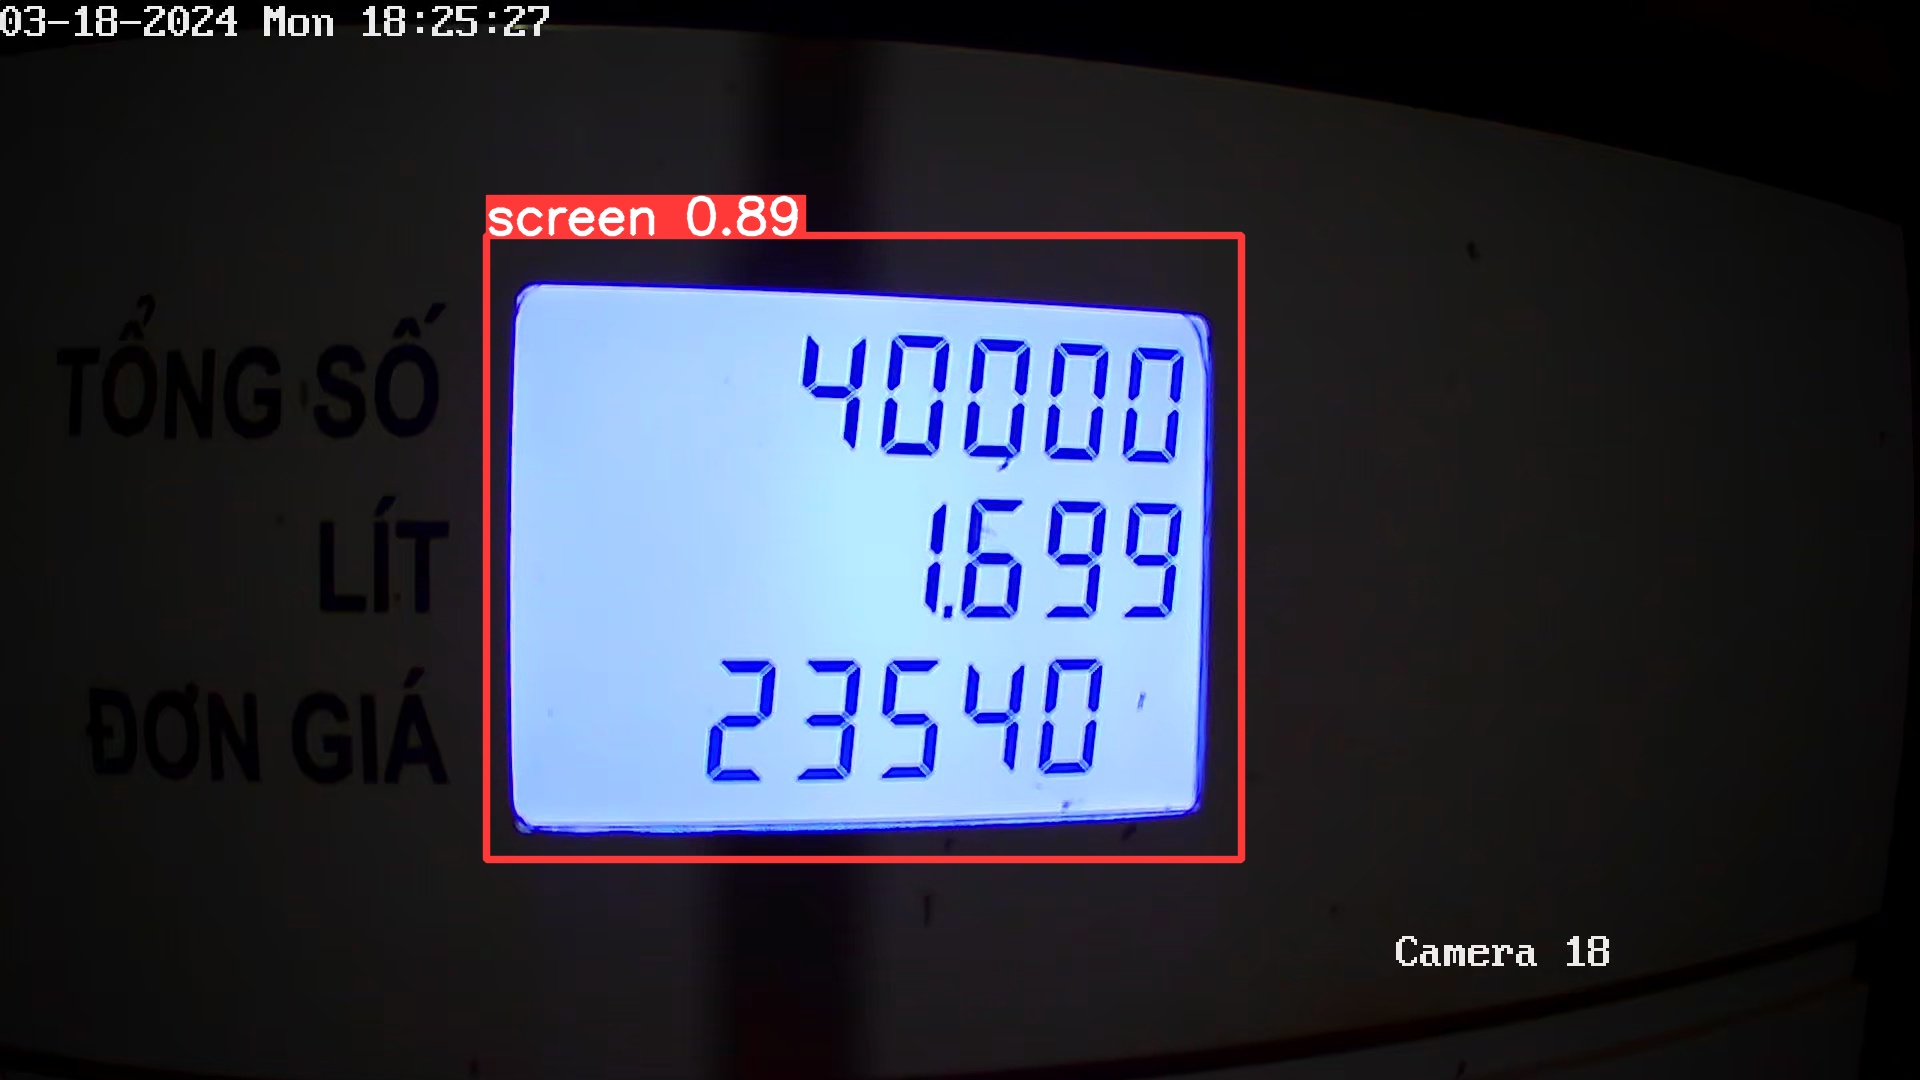 03-18-2024 Mon 18:25:27
screen 0.89
TỔNG SỐ 40000
LÍT 1.699
ĐƠN GIÁ 23540
Camera 18